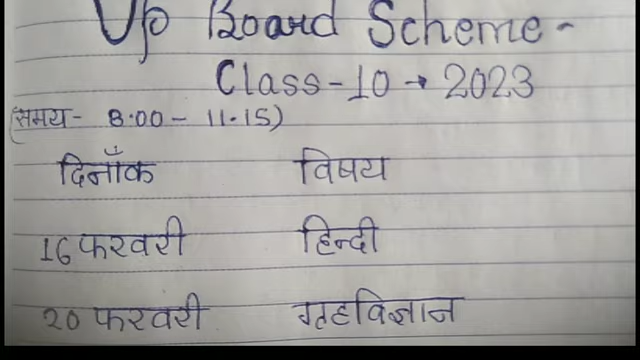 Up Board Scheme -
Class-10 → 2023
(समय- 8:00 - 11.15)
दिनाँक विषय
16 फरवरी हिन्दी
20 फरवरी गृहविज्ञान